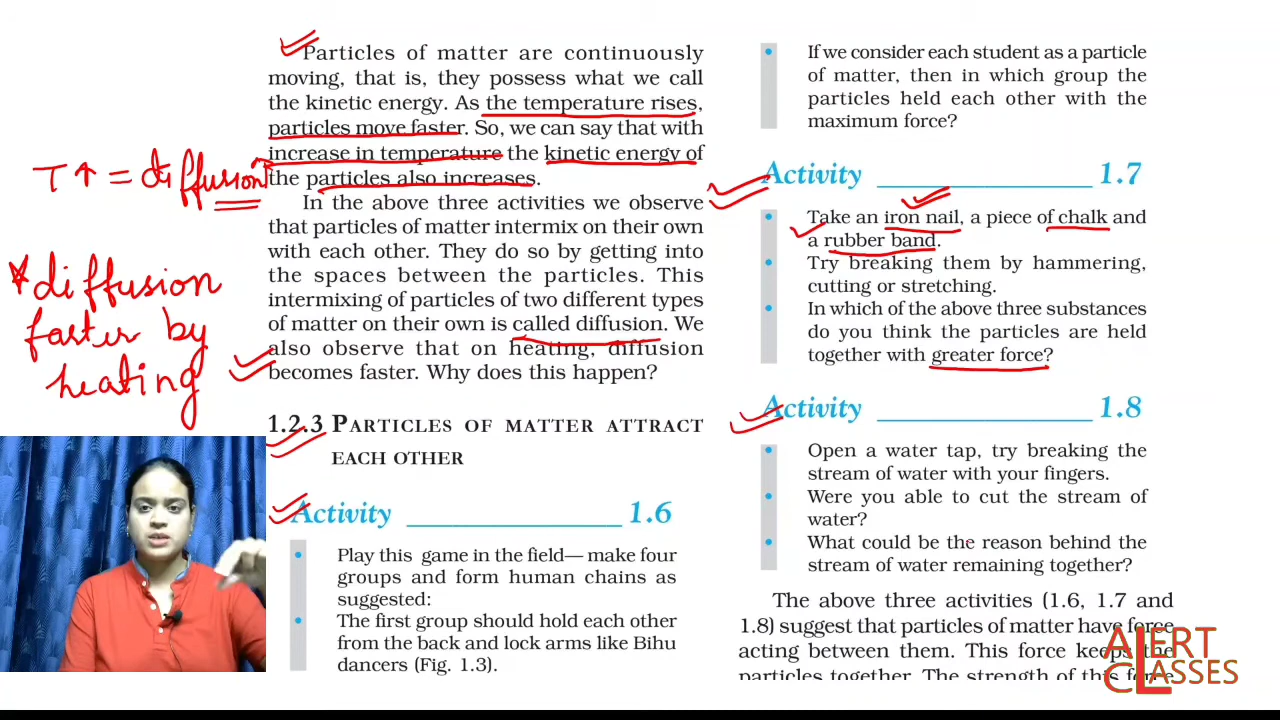 Particles of matter are continuously
moving, that is, they possess what we call
the kinetic energy. As the temperature rises,
particles move faster. So, we can say that with
increase in temperature the kinetic energy of
the particles also increases.
In the above three activities we observe
that particles of matter intermix on their own
with each other. They do so by getting into
the spaces between the particles. This
intermixing of particles of two different types
of matter on their own is called diffusion. We
also observe that on heating, diffusion
becomes faster. Why does this happen?
1.2.3 PARTICLES OF MATTER ATTRACT
EACH OTHER
Activity 1.6
• Play this game in the field— make four
groups and form human chains as
suggested:
• The first group should hold each other
from the back and lock arms like Bihu
dancers (Fig. 1.3).
T↑ = diffusion
* diffusion
faster by
heating
• If we consider each student as a particle
of matter, then in which group the
particles held each other with the
maximum force?
Activity 1.7
• Take an iron nail, a piece of chalk and
a rubber band.
• Try breaking them by hammering,
cutting or stretching.
• In which of the above three substances
do you think the particles are held
together with greater force?
Activity 1.8
• Open a water tap, try breaking the
stream of water with your fingers.
• Were you able to cut the stream of
water?
• What could be the reason behind the
stream of water remaining together?
The above three activities (1.6, 1.7 and
1.8) suggest that particles of matter have force
acting between them. This force keeps the
particles together. The strength of this force
ALERT
CLASSES